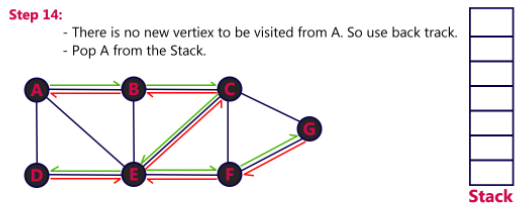 Step 14:
- There is no new vertiex to be visited from A. So use back track.
- Pop A from the Stack.
A B C
G
D E F
Stack